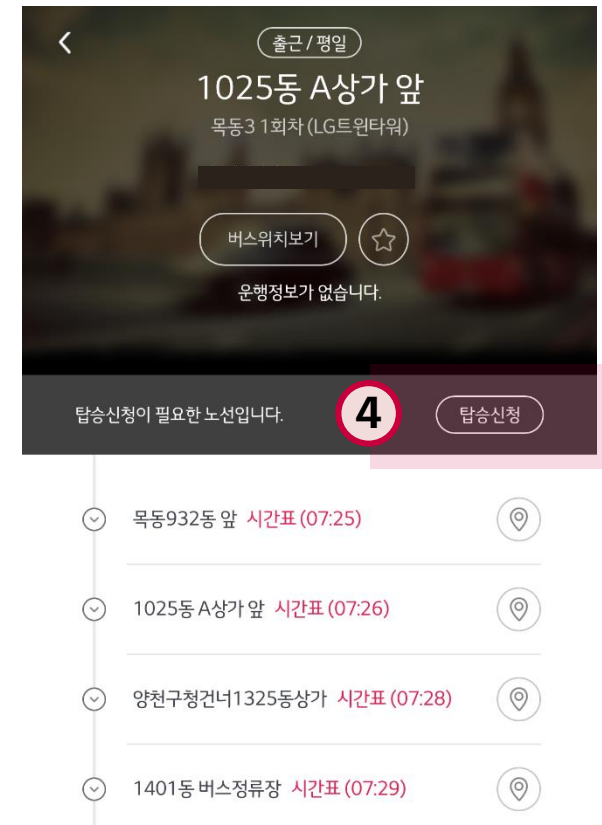 출근 / 평일
1025동 A상가 앞
목동3 1회차 (LG트윈타워)
버스위치보기
운행정보가 없습니다.
탑승신청이 필요한 노선입니다. 4 탑승신청
목동932동 앞 시간표 (07:25)
1025동 A상가 앞 시간표 (07:26)
양천구청건너1325동상가 시간표 (07:28)
1401동 버스정류장 시간표 (07:29)